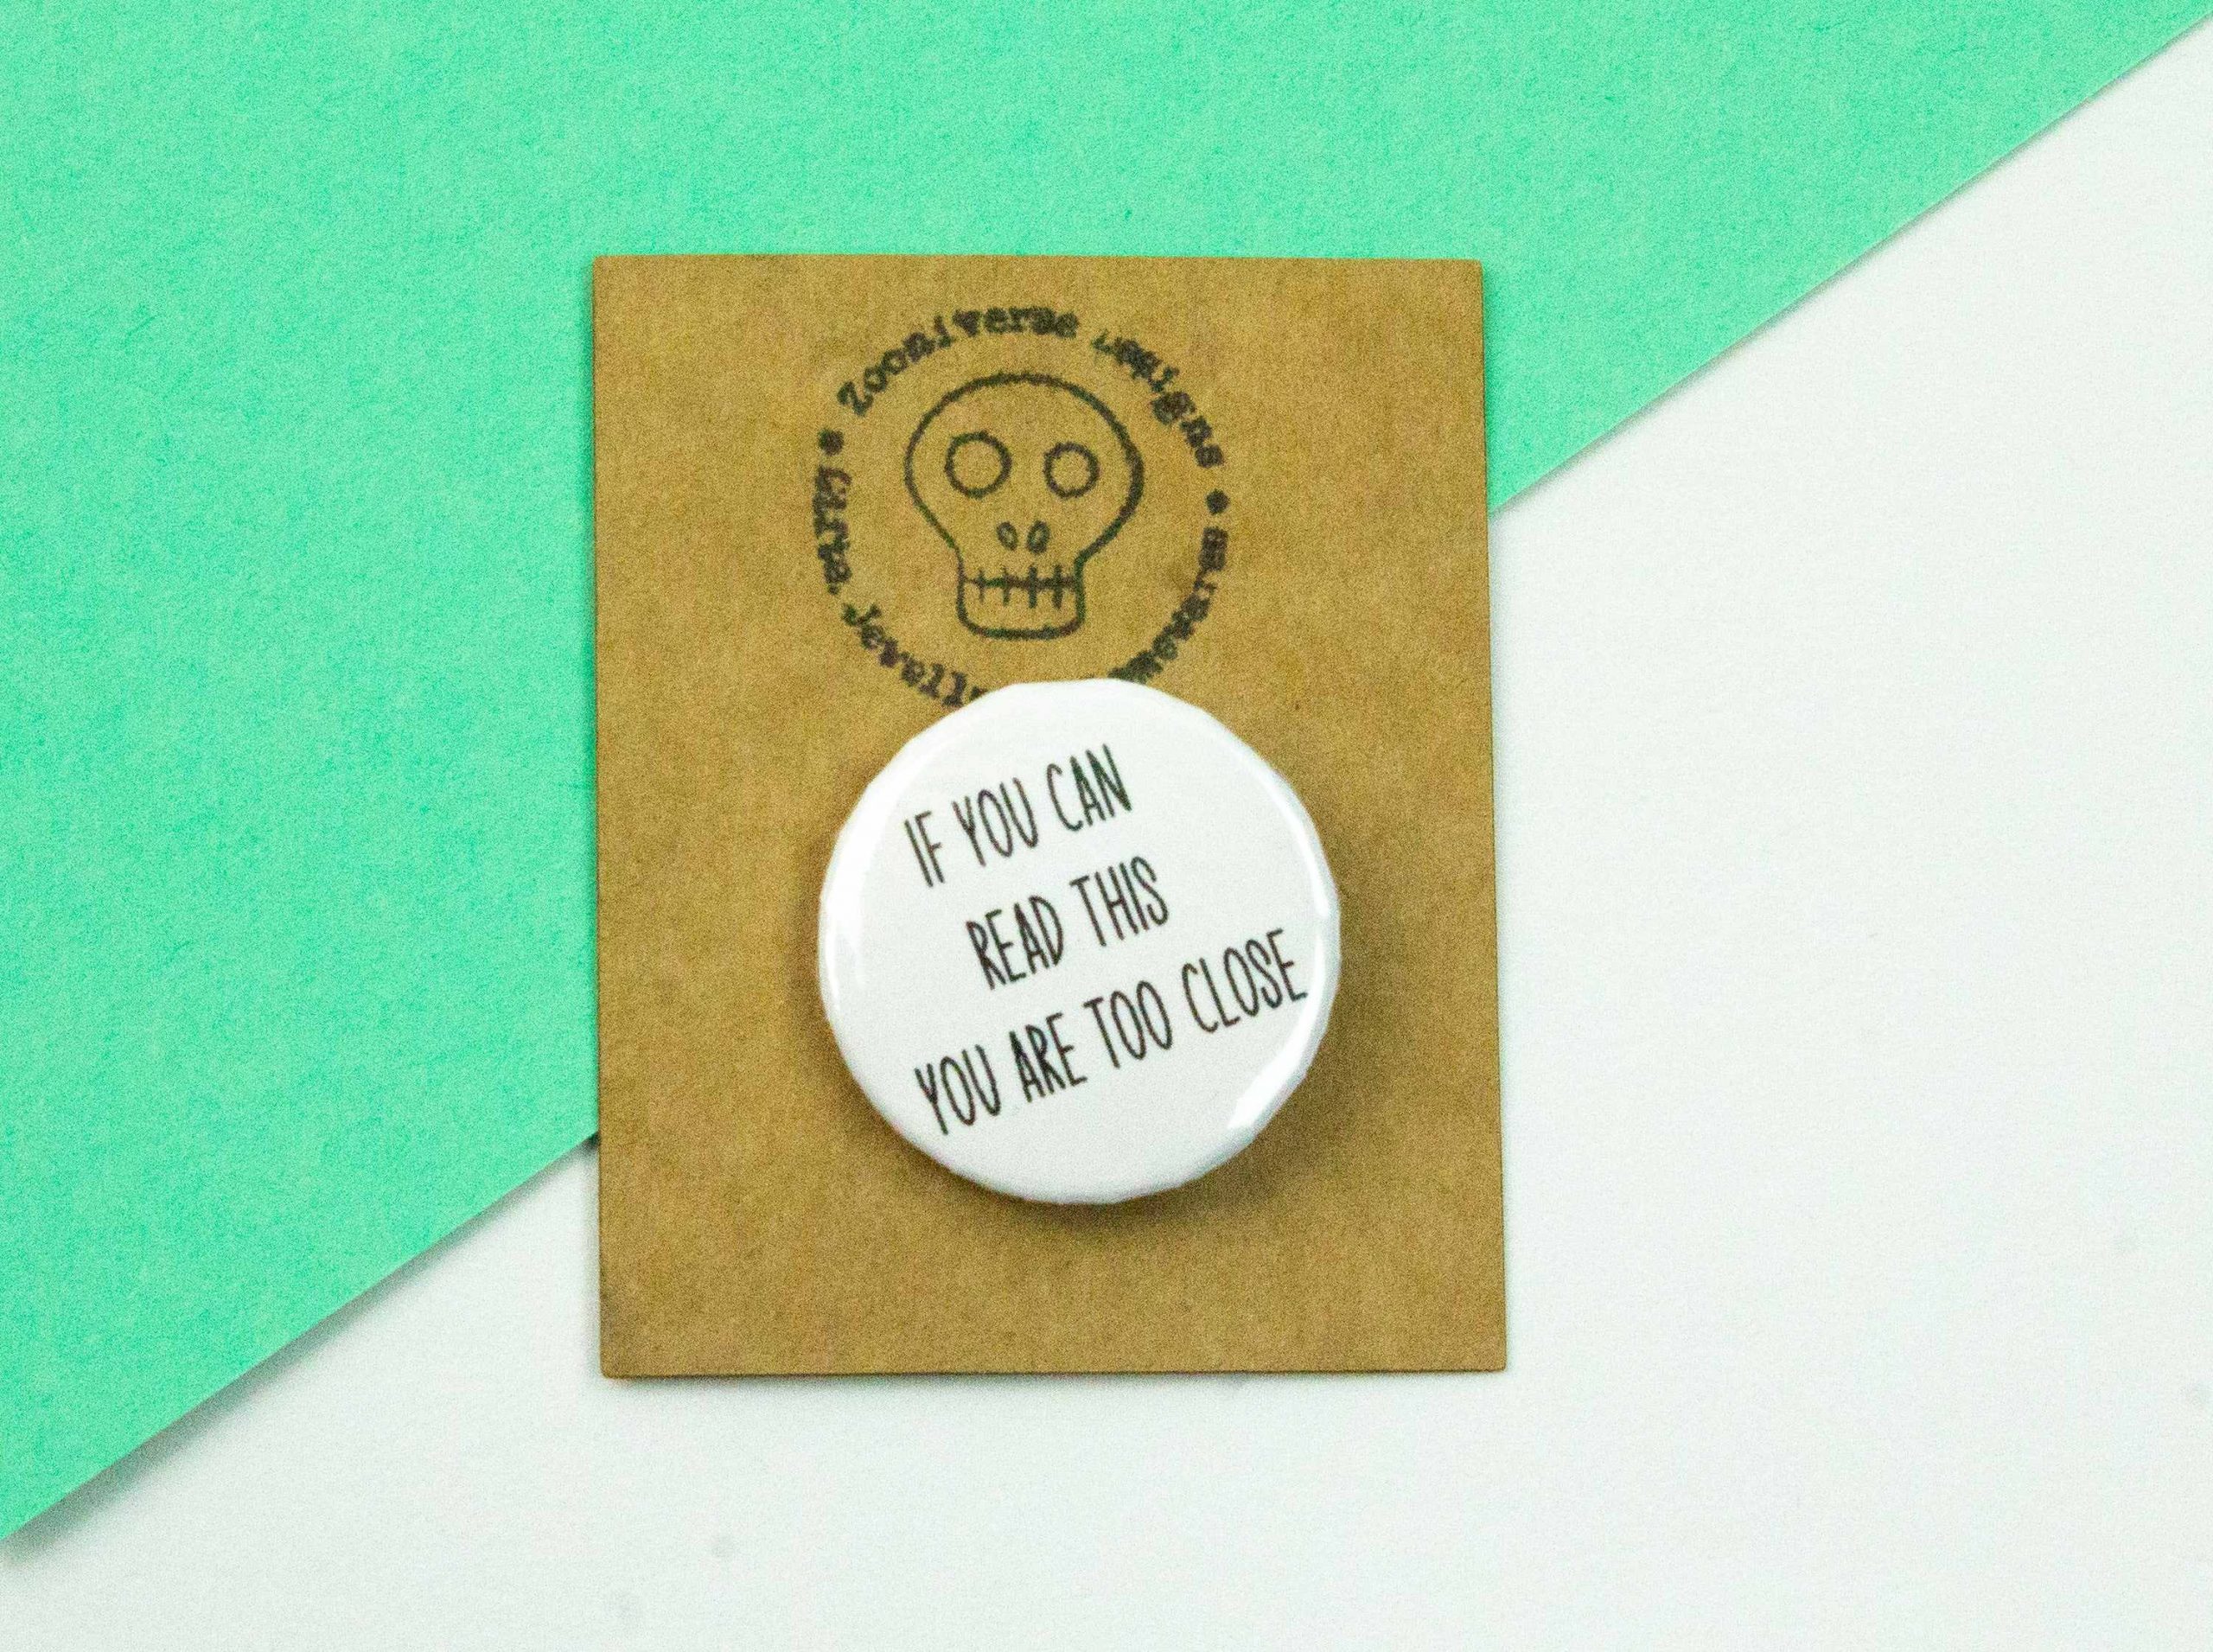 Zooniverse Designs
IF YOU CAN
READ THIS
YOU ARE TOO CLOSE